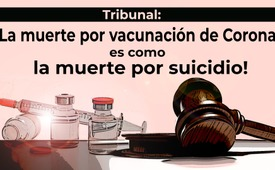 Tribunal:
La muerte por vacunación de Corona
es como
la muerte por suicidio!